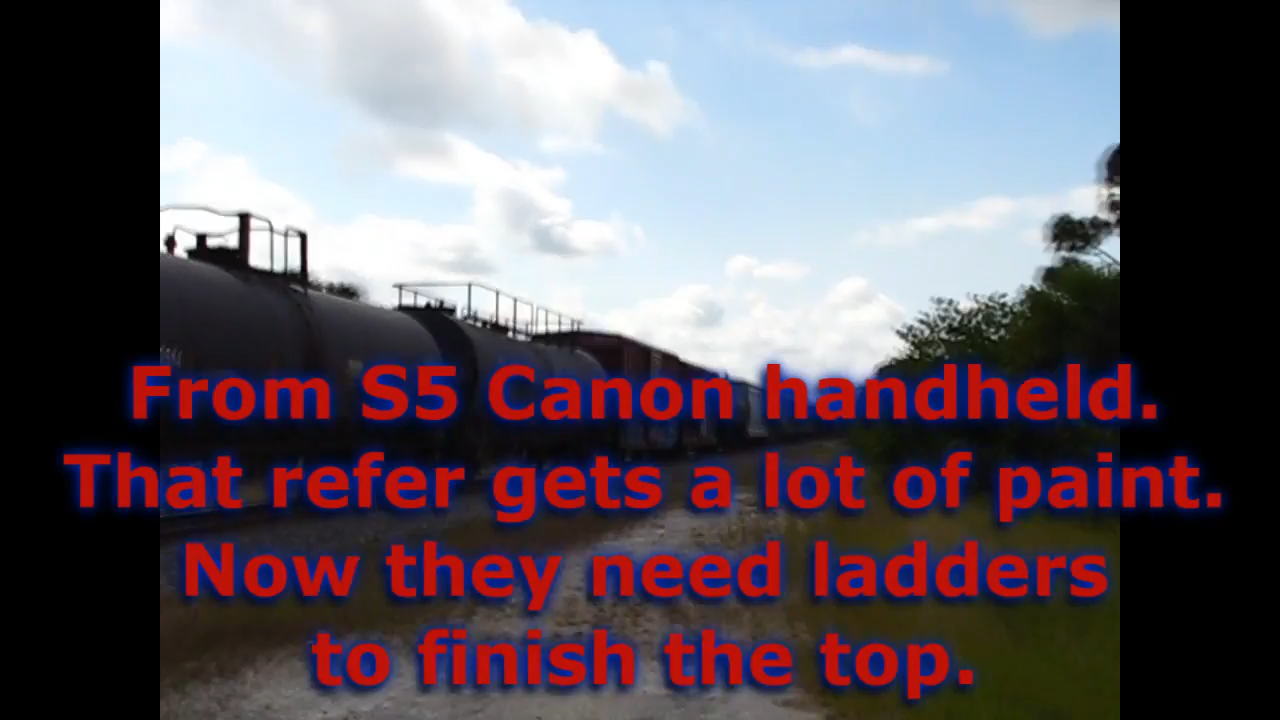 From S5 Canon handheld.
That refer gets a lot of paint.
Now they need ladders
to finish the top.